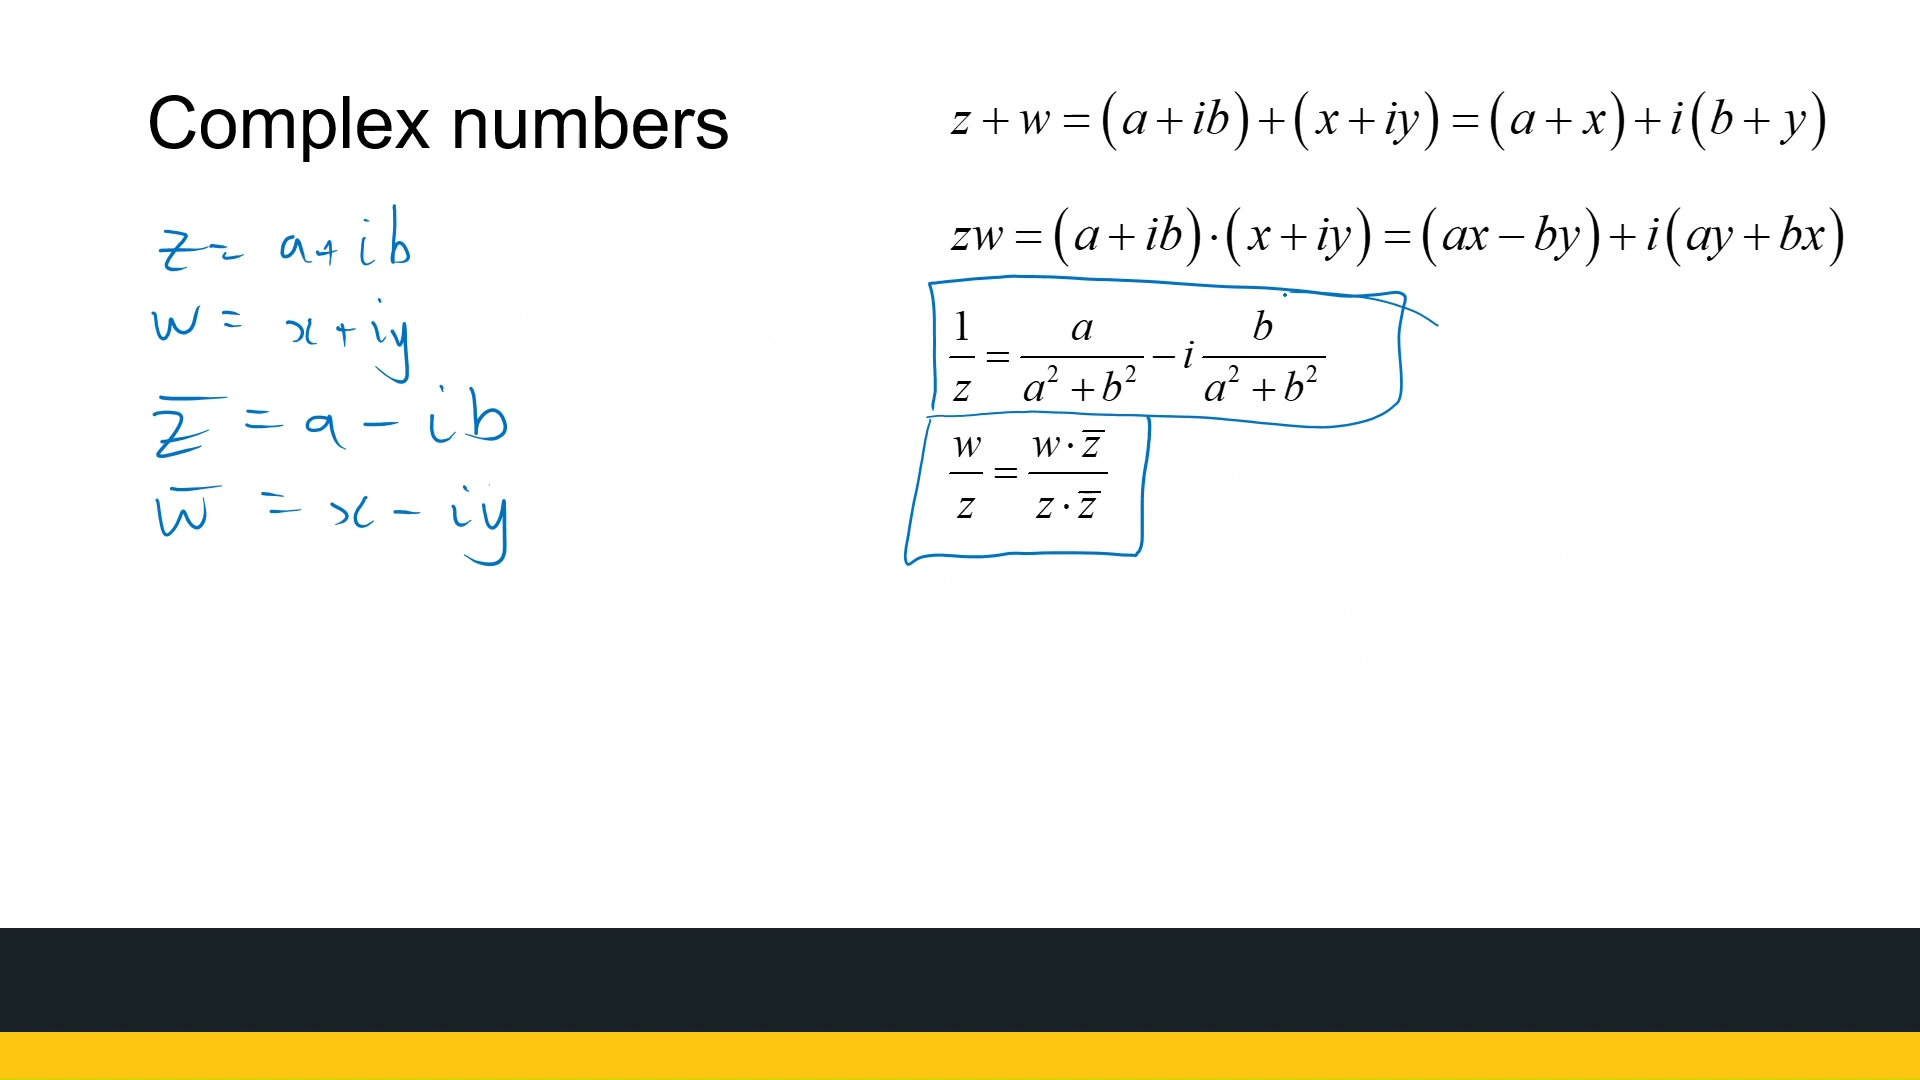 Complex numbers
z = a + ib
w = x + iy
z̅ = a − ib
w̅ = x − iy
z + w = (a + ib) + (x + iy) = (a + x) + i(b + y)
zw = (a + ib)·(x + iy) = (ax − by) + i(ay + bx)
1/z = a/(a² + b²) − i b/(a² + b²)
w/z = (w·z̅)/(z·z̅)